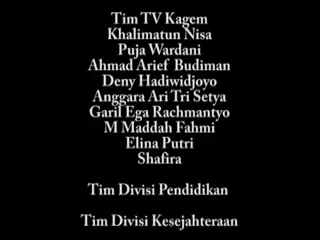 Tim TV Kagem
Khalimatun Nisa
Puja Wardani
Ahmad Arief Budiman
Deny Hadiwidjoyo
Anggara Ari Tri Setya
Garil Ega Rachmantyo
M Maddah Fahmi
Elina Putri
Shafira
Tim Divisi Pendidikan
Tim Divisi Kesejahteraan